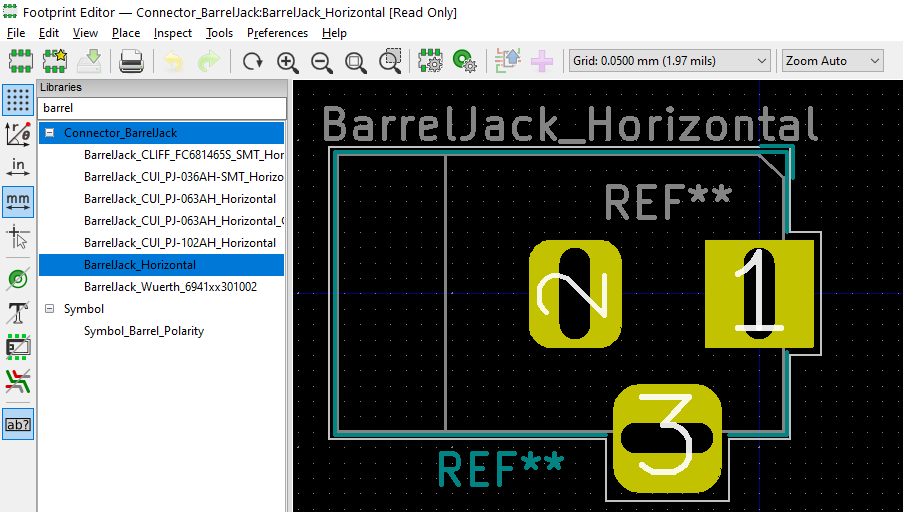 Footprint Editor — Connector_BarrelJack:BarrelJack_Horizontal [Read Only]
File Edit View Place Inspect Tools Preferences Help
Grid: 0.0500 mm (1.97 mils)
Zoom Auto
Libraries
barrel
Connector_BarrelJack
BarrelJack_CLIFF_FC681465S_SMT_Hor
BarrelJack_CUI_PJ-036AH-SMT_Horizo
BarrelJack_CUI_PJ-063AH_Horizontal
BarrelJack_CUI_PJ-063AH_Horizontal_C
BarrelJack_CUI_PJ-102AH_Horizontal
BarrelJack_Horizontal
BarrelJack_Wuerth_6941xx301002
Symbol
Symbol_Barrel_Polarity
in
mm
T
ab?
BarrelJack_Horizontal
REF**
2
1
3
REF**